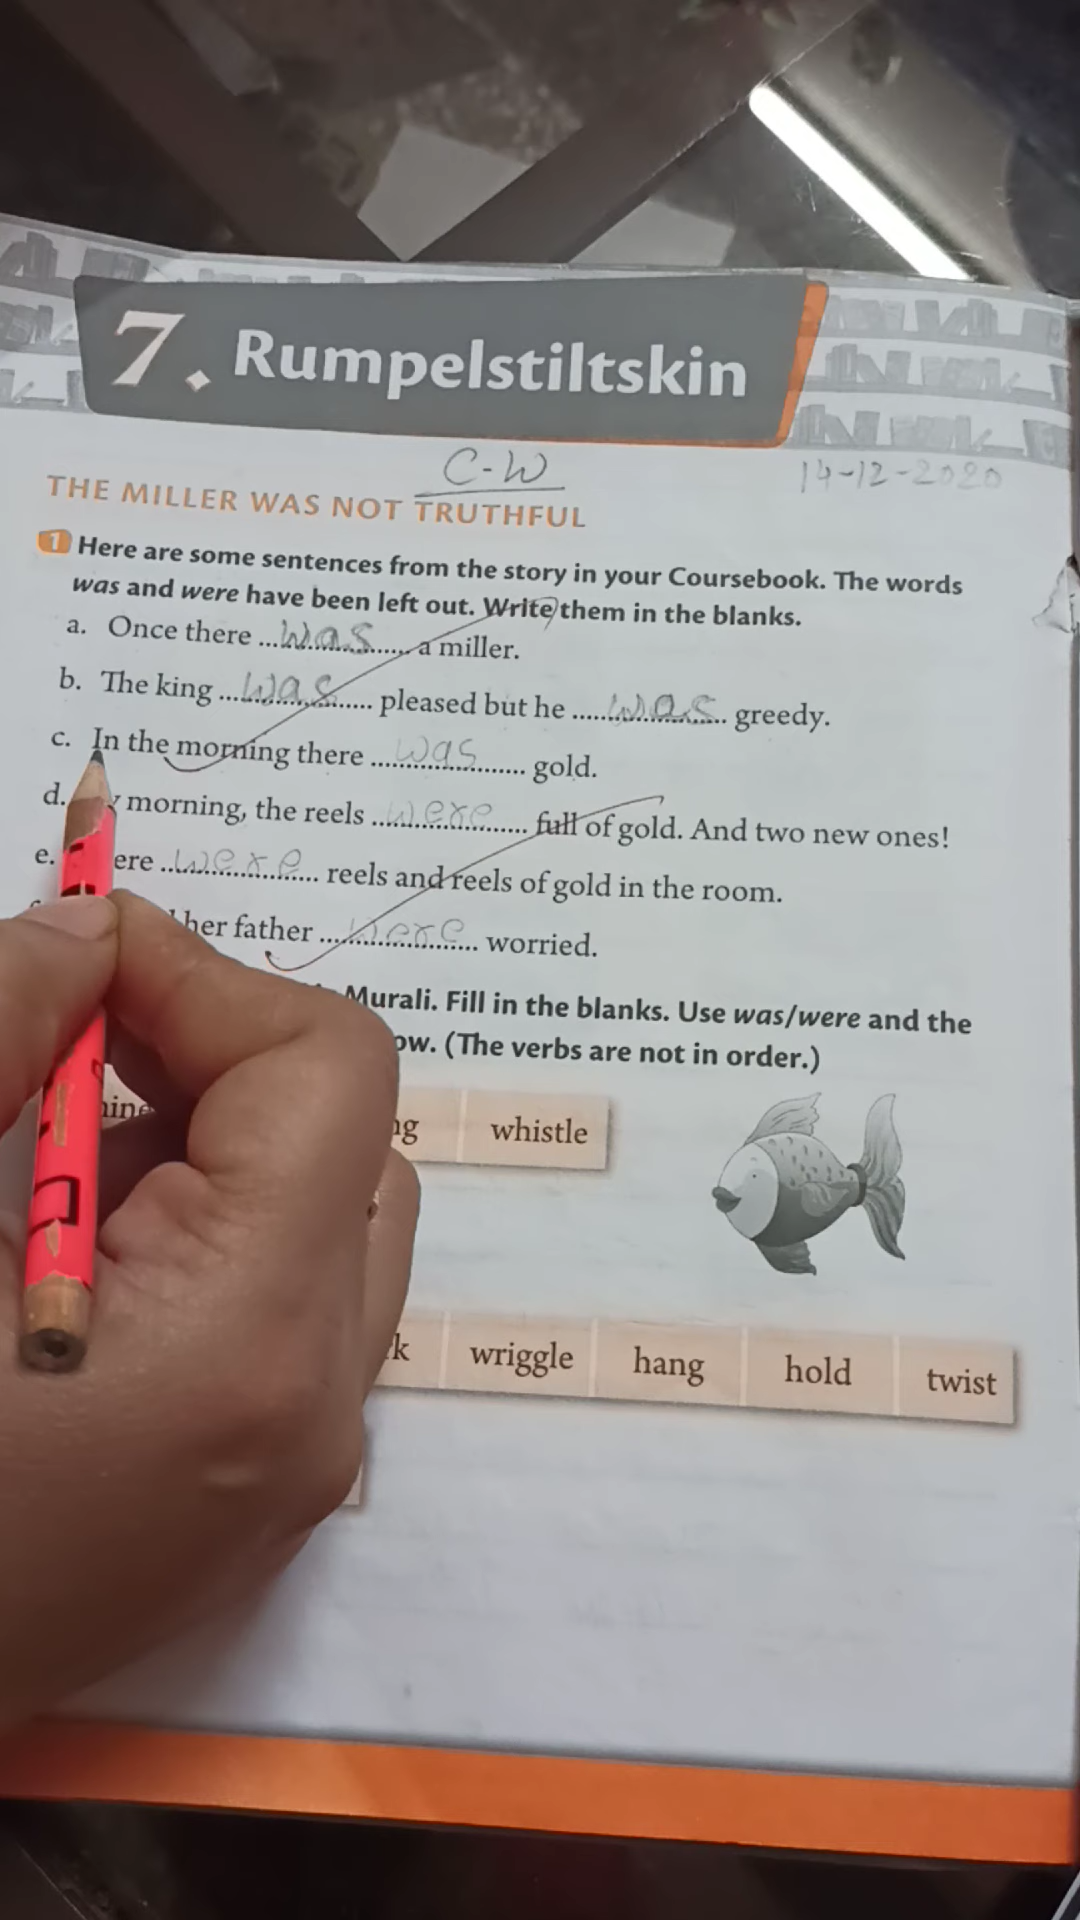 7. Rumpelstiltskin
C-W
14-12-2020
THE MILLER WAS NOT TRUTHFUL
1 Here are some sentences from the story in your Coursebook. The words
was and were have been left out. Write them in the blanks.
a. Once there ...was... a miller.
b. The king ...was... pleased but he ...was... greedy.
c. In the morning there ...was... gold.
d. morning, the reels ...were... full of gold. And two new ones!
e. ere ...were... reels and reels of gold in the room.
her father ...were... worried.
Murali. Fill in the blanks. Use was/were and the
ow. (The verbs are not in order.)
whistle
wriggle hang hold twist